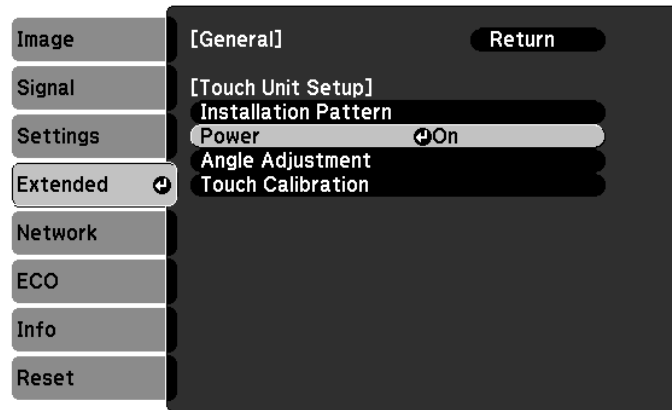 Image
Signal
Settings
Extended
Network
ECO
Info
Reset
[General] Return
[Touch Unit Setup]
Installation Pattern
Power On
Angle Adjustment
Touch Calibration